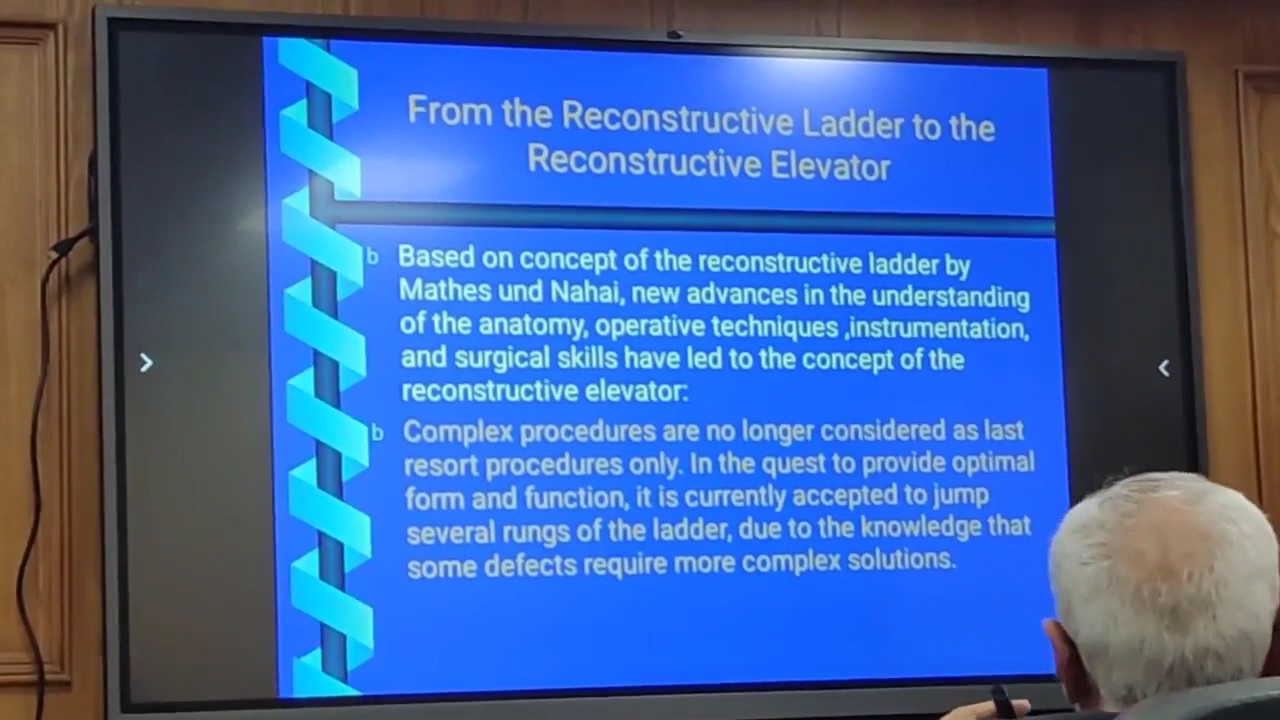 From the Reconstructive Ladder to the
Reconstructive Elevator
b Based on concept of the reconstructive ladder by
Mathes und Nahai, new advances in the understanding
of the anatomy, operative techniques ,instrumentation,
and surgical skills have led to the concept of the
reconstructive elevator:
b Complex procedures are no longer considered as last
resort procedures only. In the quest to provide optimal
form and function, it is currently accepted to jump
several rungs of the ladder, due to the knowledge that
some defects require more complex solutions.